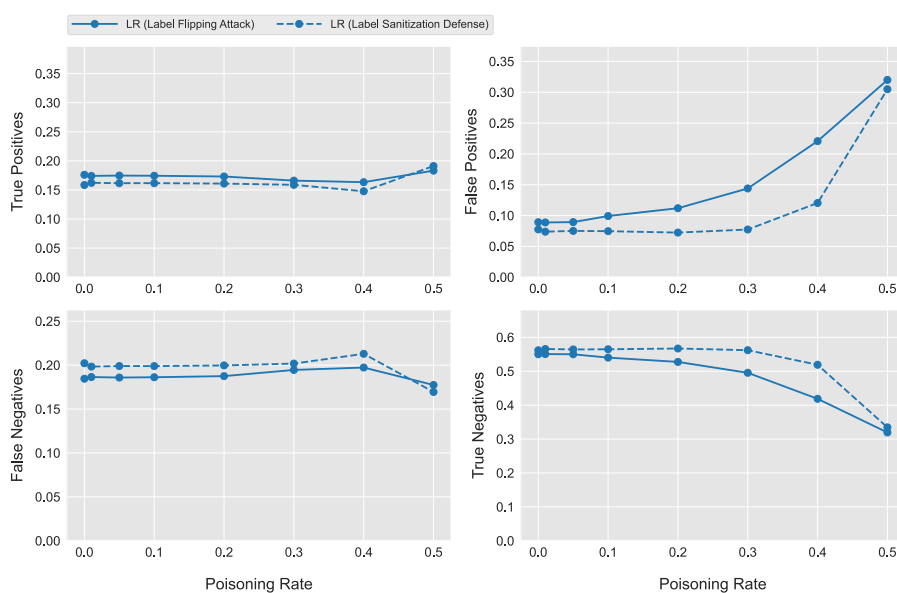 LR (Label Flipping Attack) LR (Label Sanitization Defense)
True Positives
0.35
0.30
0.25
0.20
0.15
0.10
0.05
0.00
0.0 0.1 0.2 0.3 0.4 0.5
False Positives
0.35
0.30
0.25
0.20
0.15
0.10
0.05
0.00
0.0 0.1 0.2 0.3 0.4 0.5
False Negatives
0.25
0.20
0.15
0.10
0.05
0.00
0.0 0.1 0.2 0.3 0.4 0.5
Poisoning Rate
True Negatives
0.6
0.5
0.4
0.3
0.2
0.1
0.0
0.0 0.1 0.2 0.3 0.4 0.5
Poisoning Rate